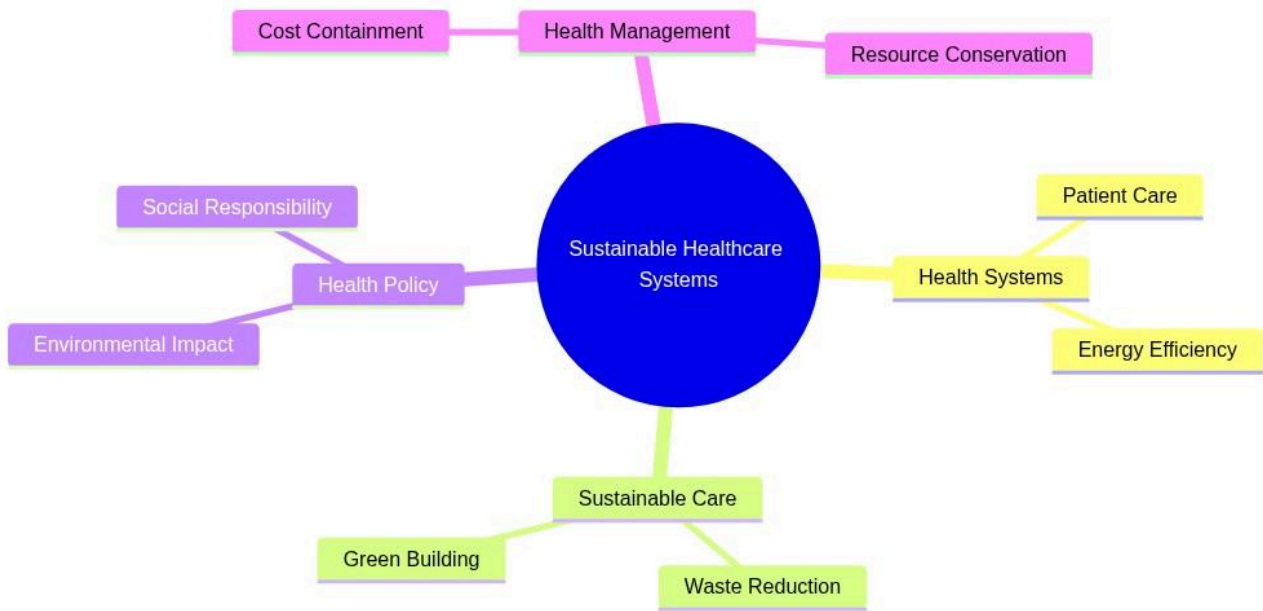 Cost Containment
Health Management
Resource Conservation
Social Responsibility
Health Policy
Environmental Impact
Sustainable Healthcare
Systems
Patient Care
Health Systems
Energy Efficiency
Sustainable Care
Green Building
Waste Reduction